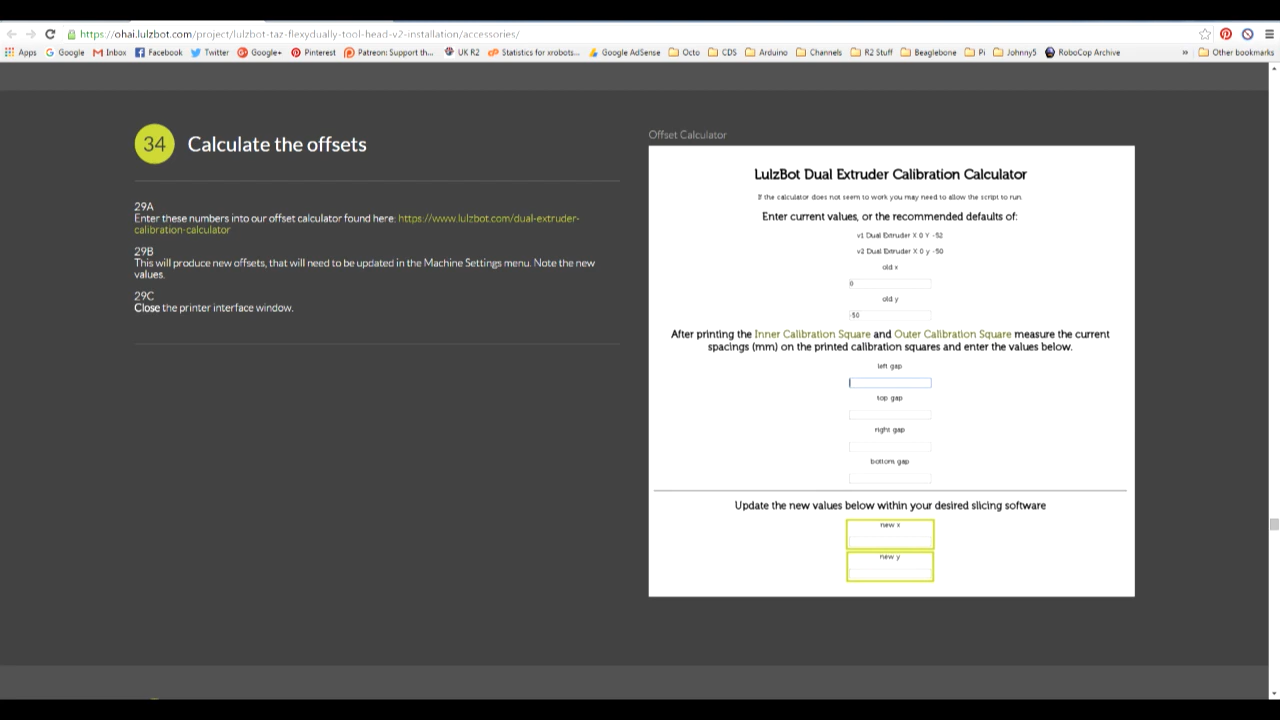 https://ohai.lulzbot.com/project/lulzbot-taz-flexydually-tool-head-v2-installation/accessories/
Apps Google Inbox Facebook Twitter Google+ Pinterest Patreon: Support th... UK R2 Statistics for xrobots... Google AdSense Octo CDS Arduino Channels R2 Stuff Beaglebone Pi Johnny5 RoboCop Archive » Other bookmarks
34 Calculate the offsets
29A
Enter these numbers into our offset calculator found here: https://www.lulzbot.com/dual-extruder-
calibration-calculator
29B
This will produce new offsets, that will need to be updated in the Machine Settings menu. Note the new
values.
29C
Close the printer interface window.
Offset Calculator
LulzBot Dual Extruder Calibration Calculator
If the calculator does not seem to work you may need to allow the script to run
Enter current values, or the recommended defaults of:
v1 Dual Extruder X 0 Y -52
v2 Dual Extruder X 0 y -50
old x
0
old y
-50
After printing the Inner Calibration Square and Outer Calibration Square measure the current
spacings (mm) on the printed calibration squares and enter the values below.
left gap
top gap
right gap
bottom gap
Update the new values below within your desired slicing software
new x
new y